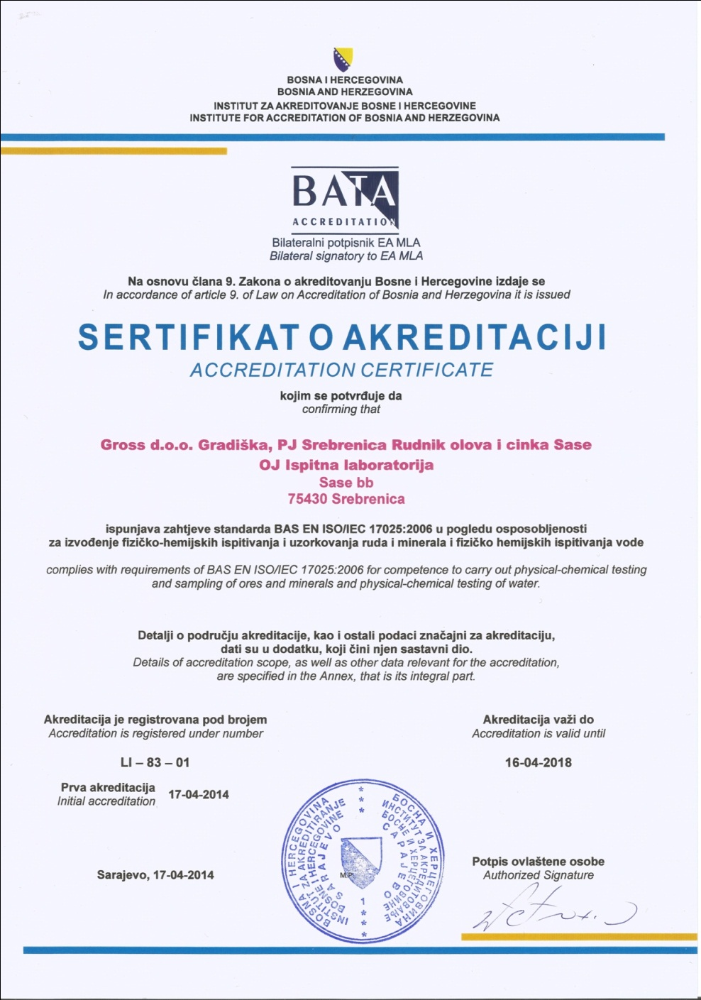 BOSNA I HERCEGOVINA
BOSNIA AND HERZEGOVINA
INSTITUT ZA AKREDITOVANJE BOSNE I HERCEGOVINE
INSTITUTE FOR ACCREDITATION OF BOSNIA AND HERZEGOVINA
BATA
ACCREDITATION
Bilateralni potpisnik EA MLA
Bilateral signatory to EA MLA
Na osnovu člana 9. Zakona o akreditovanju Bosne i Hercegovine izdaje se
In accordance of article 9. of Law on Accreditation of Bosnia and Herzegovina it is issued
SERTIFIKAT O AKREDITACIJI
ACCREDITATION CERTIFICATE
kojim se potvrđuje da
confirming that
Gross d.o.o. Gradiška, PJ Srebrenica Rudnik olova i cinka Sase
OJ Ispitna laboratorija
Sase bb
75430 Srebrenica
ispunjava zahtjeve standarda BAS EN ISO/IEC 17025:2006 u pogledu osposobljenosti
za izvođenje fizičko-hemijskih ispitivanja i uzorkovanja ruda i minerala i fizičko hemijskih ispitivanja vode
complies with requirements of BAS EN ISO/IEC 17025:2006 for competence to carry out physical-chemical testing
and sampling of ores and minerals and physical-chemical testing of water.
Detalji o području akreditacije, kao i ostali podaci značajni za akreditaciju,
dati su u dodatku, koji čini njen sastavni dio.
Details of accreditation scope, as well as other data relevant for the accreditation,
are specified in the Annex, that is its integral part.
Akreditacija je registrovana pod brojem
Accreditation is registered under number
LI – 83 – 01
Akreditacija važi do
Accreditation is valid until
16-04-2018
Prva akreditacija
Initial accreditation
17-04-2014
Sarajevo, 17-04-2014
BOSNA I HERCEGOVINA
INSTITUT ZA AKREDITIRANJE
BOSNE I HERCEGOVINE
SARAJEVO
БОСНА И ХЕРЦЕГОВИНА
ИНСТИТУТ ЗА АКРЕДИТОВАЊЕ
БОСНЕ И ХЕРЦЕГОВИНЕ
САРАЈЕВО
M.P.
1
Potpis ovlaštene osobe
Authorized Signature